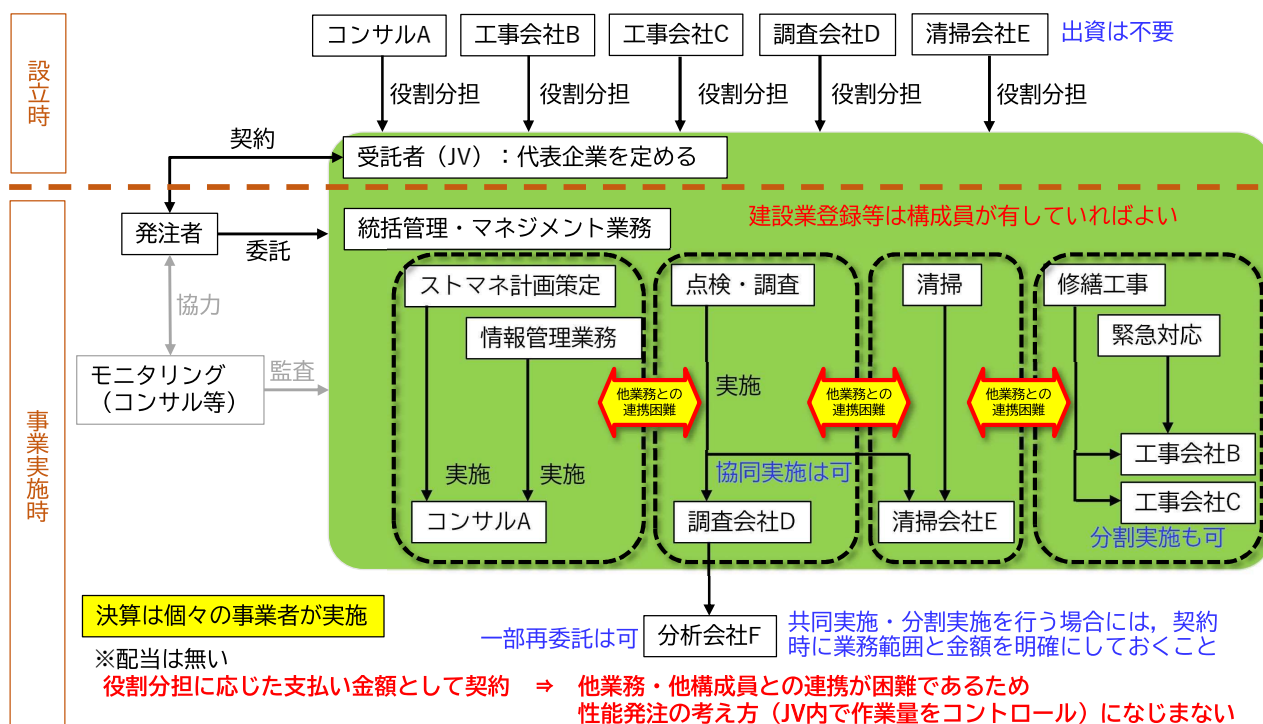 設立時
コンサルA
工事会社B
工事会社C
調査会社D
清掃会社E
出資は不要
役割分担
役割分担
役割分担
役割分担
役割分担
契約
受託者（JV）：代表企業を定める
事業実施時
発注者
委託
統括管理・マネジメント業務
建設業登録等は構成員が有していればよい
協力
モニタリング
（コンサル等）
監査
ストマネ計画策定
情報管理業務
点検・調査
清掃
修繕工事
緊急対応
他業務との
連携困難
他業務との
連携困難
他業務との
連携困難
実施
実施
実施
協同実施は可
コンサルA
調査会社D
清掃会社E
工事会社B
工事会社C
分割実施も可
決算は個々の事業者が実施
一部再委託は可
分析会社F
共同実施・分割実施を行う場合には，契約
時に業務範囲と金額を明確にしておくこと
※配当は無い
役割分担に応じた支払い金額として契約　⇒　他業務・他構成員との連携が困難であるため
性能発注の考え方（JV内で作業量をコントロール）になじまない